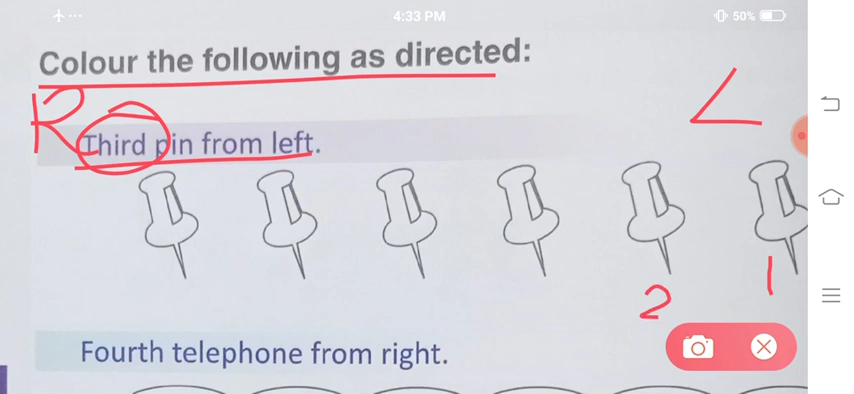 4:33 PM
50%
Colour the following as directed:
R
L
Third pin from left.
2
1
Fourth telephone from right.